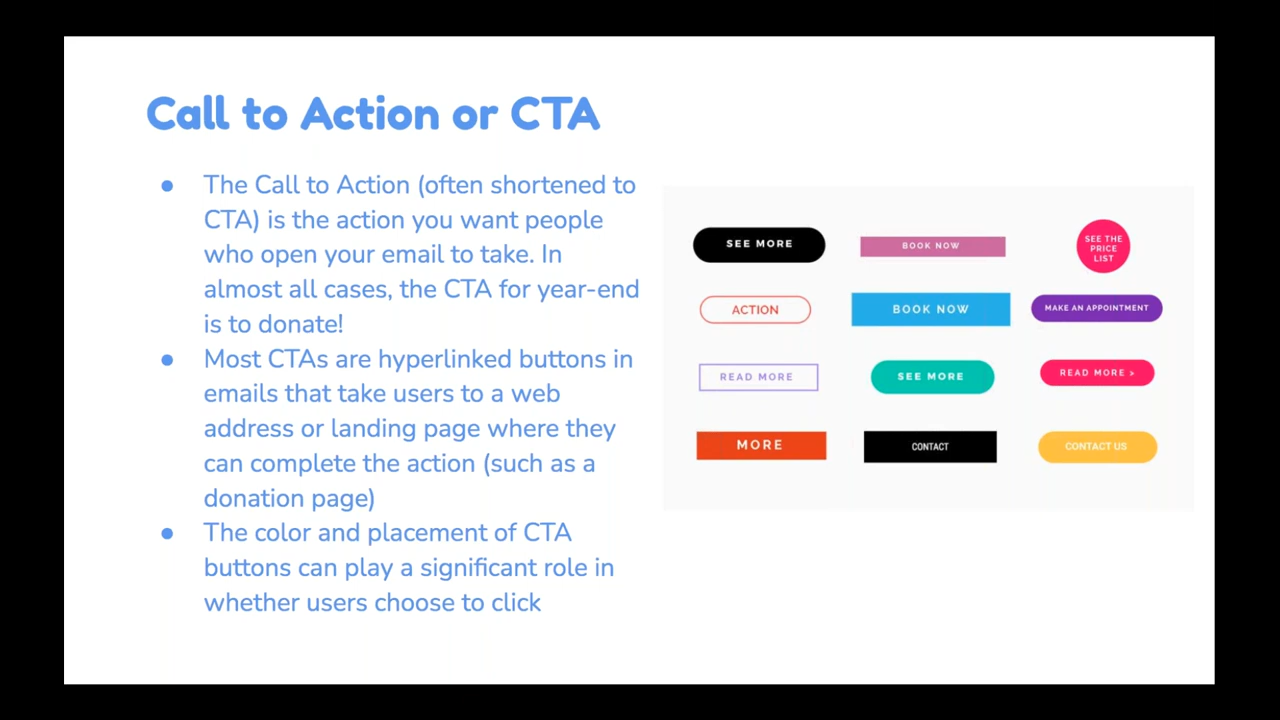 Call to Action or CTA
● The Call to Action (often shortened to
CTA) is the action you want people
who open your email to take. In
almost all cases, the CTA for year-end
is to donate!
● Most CTAs are hyperlinked buttons in
emails that take users to a web
address or landing page where they
can complete the action (such as a
donation page)
● The color and placement of CTA
buttons can play a significant role in
whether users choose to click
SEE MORE
BOOK NOW
SEE THE
PRICE
LIST
ACTION
BOOK NOW
MAKE AN APPOINTMENT
READ MORE
SEE MORE
READ MORE >
MORE
CONTACT
CONTACT US